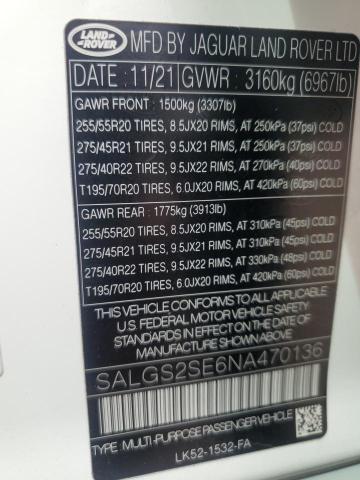 LAND ROVER MFD BY JAGUAR LAND ROVER LTD
DATE : 11/21 GVWR : 3160kg (6967lb)
GAWR FRONT : 1500kg (3307lb)
255/55R20 TIRES, 8.5JX20 RIMS, AT 250kPa (37psi) COLD
275/45R21 TIRES, 9.5JX21 RIMS, AT 250kPa (37psi) COLD
275/40R22 TIRES, 9.5JX22 RIMS, AT 270kPa (40psi) COLD
T195/70R20 TIRES, 6.0JX20 RIMS, AT 420kPa (60psi) COLD
GAWR REAR : 1775kg (3913lb)
255/55R20 TIRES, 8.5JX20 RIMS, AT 310kPa (45psi) COLD
275/45R21 TIRES, 9.5JX21 RIMS, AT 310kPa (45psi) COLD
275/40R22 TIRES, 9.5JX22 RIMS, AT 330kPa (48psi) COLD
T195/70R20 TIRES, 6.0JX20 RIMS, AT 420kPa (60psi) COLD
THIS VEHICLE CONFORMS TO ALL APPLICABLE
U.S. FEDERAL MOTOR VEHICLE SAFETY
STANDARDS IN EFFECT ON THE DATE OF
MANUFACTURE SHOWN ABOVE
SALGS2SE6NA470136
TYPE: MULTI-PURPOSE PASSENGER VEHICLE
LK52-1532-FA